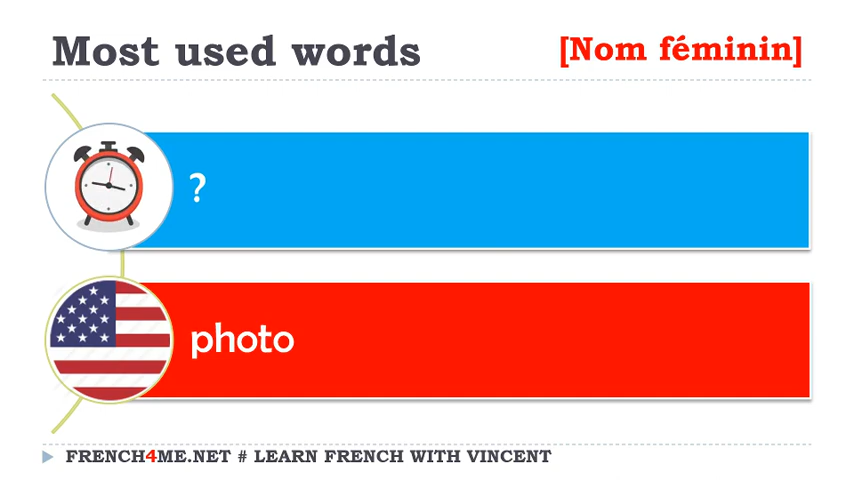 Most used words
[Nom féminin]
?
photo
FRENCH4ME.NET # LEARN FRENCH WITH VINCENT